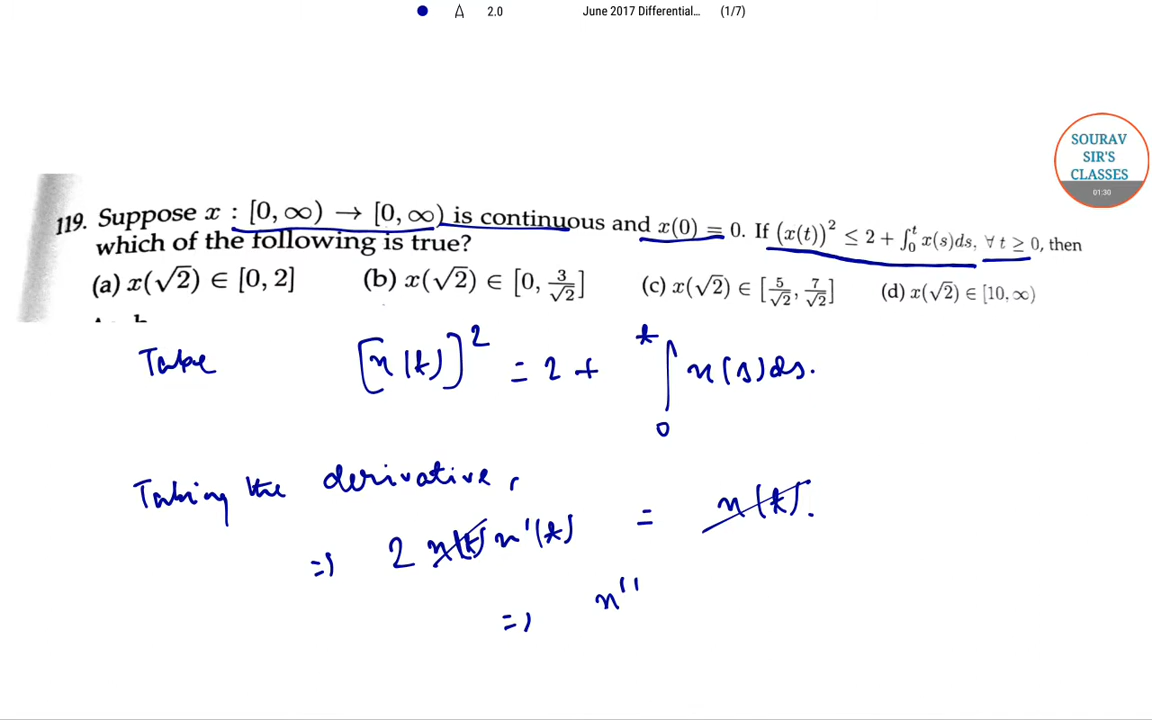 June 2017 Differential... (1/7)
2.0
SOURAV
SIR'S
CLASSES
01:30
119. Suppose x : [0, ∞) → [0, ∞) is continuous and x(0) = 0. If (x(t))² ≤ 2 + ∫₀ᵗ x(s)ds, ∀ t ≥ 0, then
which of the following is true?
(a) x(√2) ∈ [0, 2] (b) x(√2) ∈ [0, 3/√2] (c) x(√2) ∈ [5/√2, 7/√2] (d) x(√2) ∈ [10, ∞)
Take [x(t)]² = 2 + ∫₀ᵗ x(s)ds.
Taking the derivative,
=> 2 x(t) x'(t) = x(t).
=> x'